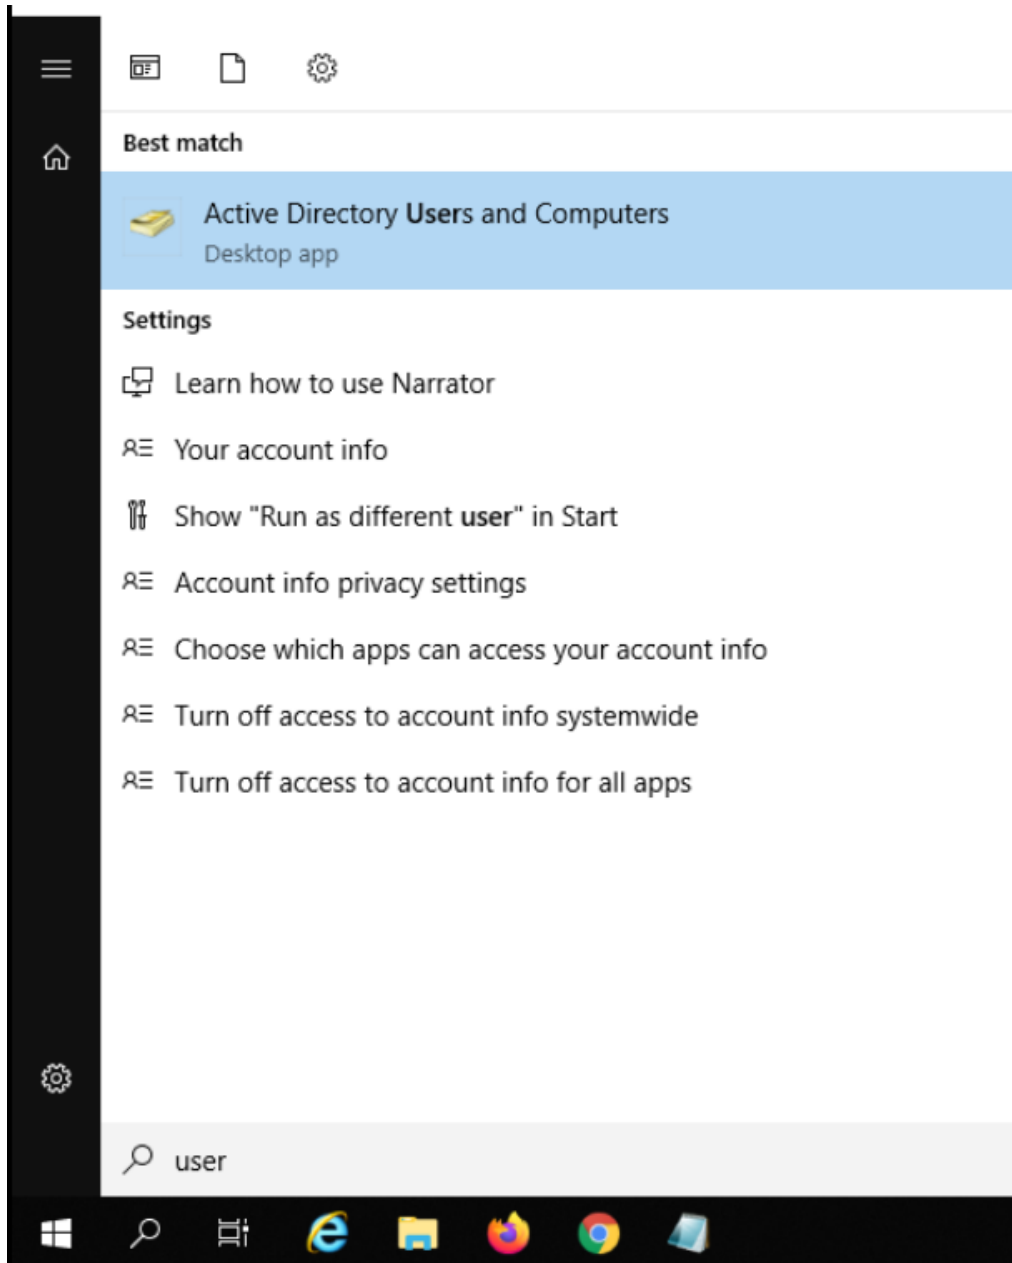 Best match
Active Directory Users and Computers
Desktop app
Settings
Learn how to use Narrator
Your account info
Show "Run as different user" in Start
Account info privacy settings
Choose which apps can access your account info
Turn off access to account info systemwide
Turn off access to account info for all apps
user